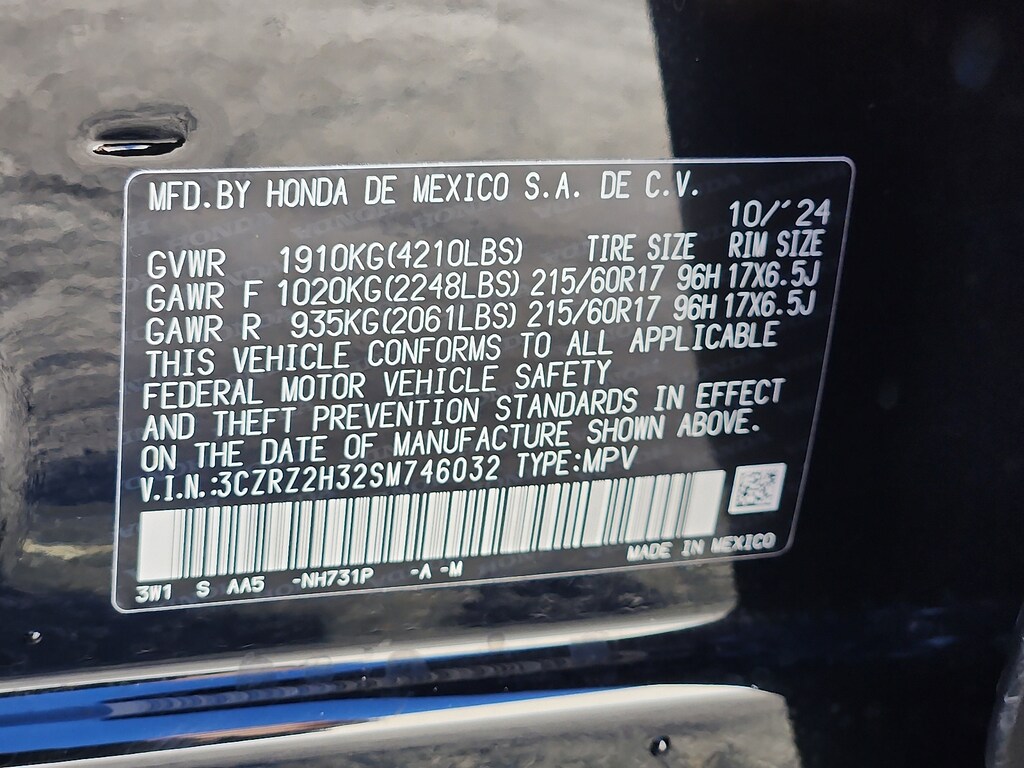 MFD.BY HONDA DE MEXICO S.A. DE C.V.
10/'24
GVWR 1910KG(4210LBS) TIRE SIZE RIM SIZE
GAWR F 1020KG(2248LBS) 215/60R17 96H 17X6.5J
GAWR R 935KG(2061LBS) 215/60R17 96H 17X6.5J
THIS VEHICLE CONFORMS TO ALL APPLICABLE
FEDERAL MOTOR VEHICLE SAFETY
AND THEFT PREVENTION STANDARDS IN EFFECT
ON THE DATE OF MANUFACTURE SHOWN ABOVE.
V.I.N.:3CZRZ2H32SM746032 TYPE:MPV
MADE IN MEXICO
3W1 S AA5 -NH731P -A -M